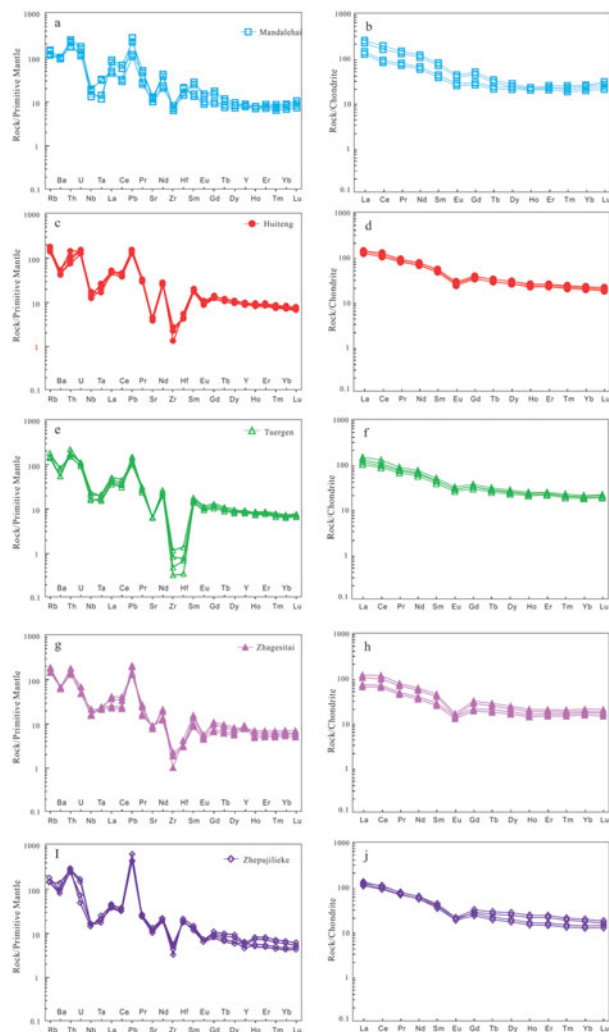 a
Mandalehai
1000
100
10
1
0.1
Rock/Primitive Mantle
Ba U Ta Ce Pr Nd Hf Eu Tb Y Er Yb
Rb Th Nb La Pb Sr Zr Sm Gd Dy Ho Tm Lu
b
1000
100
10
1
0.1
Rock/Chondrite
La Ce Pr Nd Sm Eu Gd Tb Dy Ho Er Tm Yb Lu
c
Huiteng
1000
100
10
1
0.1
Rock/Primitive Mantle
Ba U Ta Ce Pr Nd Hf Eu Tb Y Er Yb
Rb Th Nb La Pb Sr Zr Sm Gd Dy Ho Tm Lu
d
1000
100
10
1
0.1
Rock/Chondrite
La Ce Pr Nd Sm Eu Gd Tb Dy Ho Er Tm Yb Lu
e
Tuergen
1000
100
10
1
0.1
Rock/Primitive Mantle
Ba U Ta Ce Pr Nd Hf Eu Tb Y Er Yb
Rb Th Nb La Pb Sr Zr Sm Gd Dy Ho Tm Lu
f
1000
100
10
1
0.1
Rock/Chondrite
La Ce Pr Nd Sm Eu Gd Tb Dy Ho Er Tm Yb Lu
g
Zhagesitai
1000
100
10
1
0.1
Rock/Primitive Mantle
Ba U Ta Ce Pr Nd Hf Eu Tb Y Er Yb
Rb Th Nb La Pb Sr Zr Sm Gd Dy Ho Tm Lu
h
1000
100
10
1
0.1
Rock/Chondrite
La Ce Pr Nd Sm Eu Gd Tb Dy Ho Er Tm Yb Lu
I
Zhepujilieke
1000
100
10
1
0.1
Rock/Primitive Mantle
Ba U Ta Ce Pr Nd Hf Eu Tb Y Er Yb
Rb Th Nb La Pb Sr Zr Sm Gd Dy Ho Tm Lu
j
1000
100
10
1
0.1
Rock/Chondrite
La Ce Pr Nd Sm Eu Gd Tb Dy Ho Er Tm Yb Lu